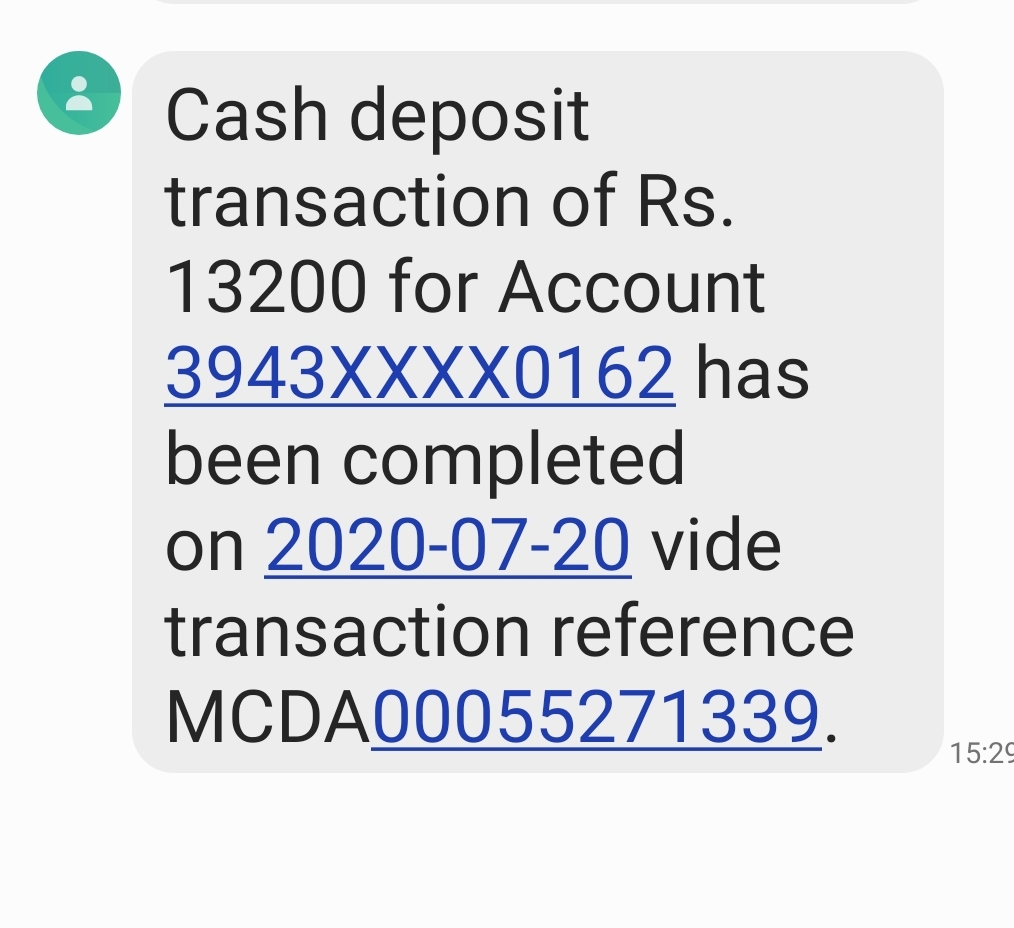 Cash deposit
transaction of Rs.
13200 for Account
3943XXXX0162 has
been completed
on 2020-07-20 vide
transaction reference
MCDA00055271339.
15:29